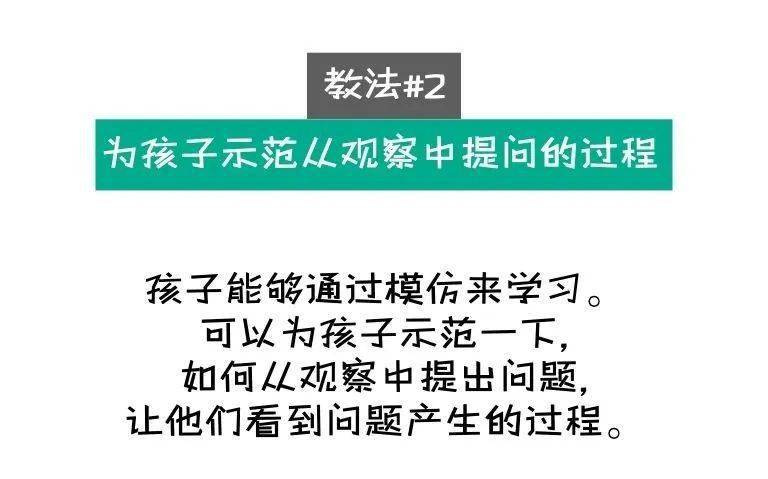 教法#2
为孩子示范从观察中提问的过程
孩子能够通过模仿来学习。
可以为孩子示范一下,
如何从观察中提出问题,
让他们看到问题产生的过程。